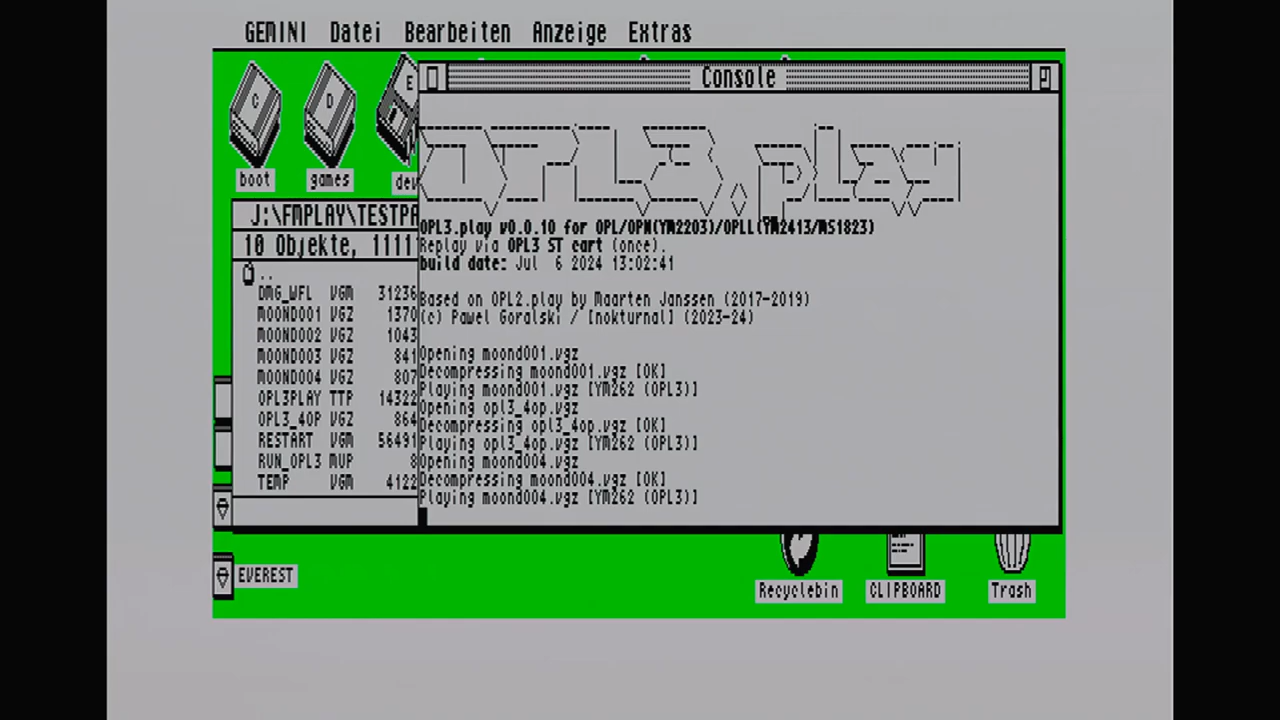 GEMINI Datei Bearbeiten Anzeige Extras
C
D
E
boot
games
dev
Console
OPL3.play
OPL3.play v0.0.10 for OPL/OPN(YM2203)/OPLL(YM2413/MS1823)
Replay via OPL3 ST cart (once).
build date: Jul 6 2024 13:02:41
Based on OPL2.play by Maarten Janssen (2017-2019)
(c) Pawel Goralski / [nokturnal] (2023-24)
Opening moond001.vgz
Decompressing moond001.vgz [OK]
Playing moond001.vgz [YM262 (OPL3)]
Opening opl3_4op.vgz
Decompressing opl3_4op.vgz [OK]
Playing opl3_4op.vgz [YM262 (OPL3)]
Opening moond004.vgz
Decompressing moond004.vgz [OK]
Playing moond004.vgz [YM262 (OPL3)]
J:\FMPLAY\TESTPA
10 Objekte, 1111
..
DMG_WFL VGM 31236
MOOND001 VGZ 1370
MOOND002 VGZ 1043
MOOND003 VGZ 841
MOOND004 VGZ 807
OPL3PLAY TTP 14322
OPL3_4OP VGZ 864
RESTART VGM 56491
RUN_OPL3 MUP 8
TEMP VGM 4122
EVEREST
Recyclebin
CLIPBOARD
Trash